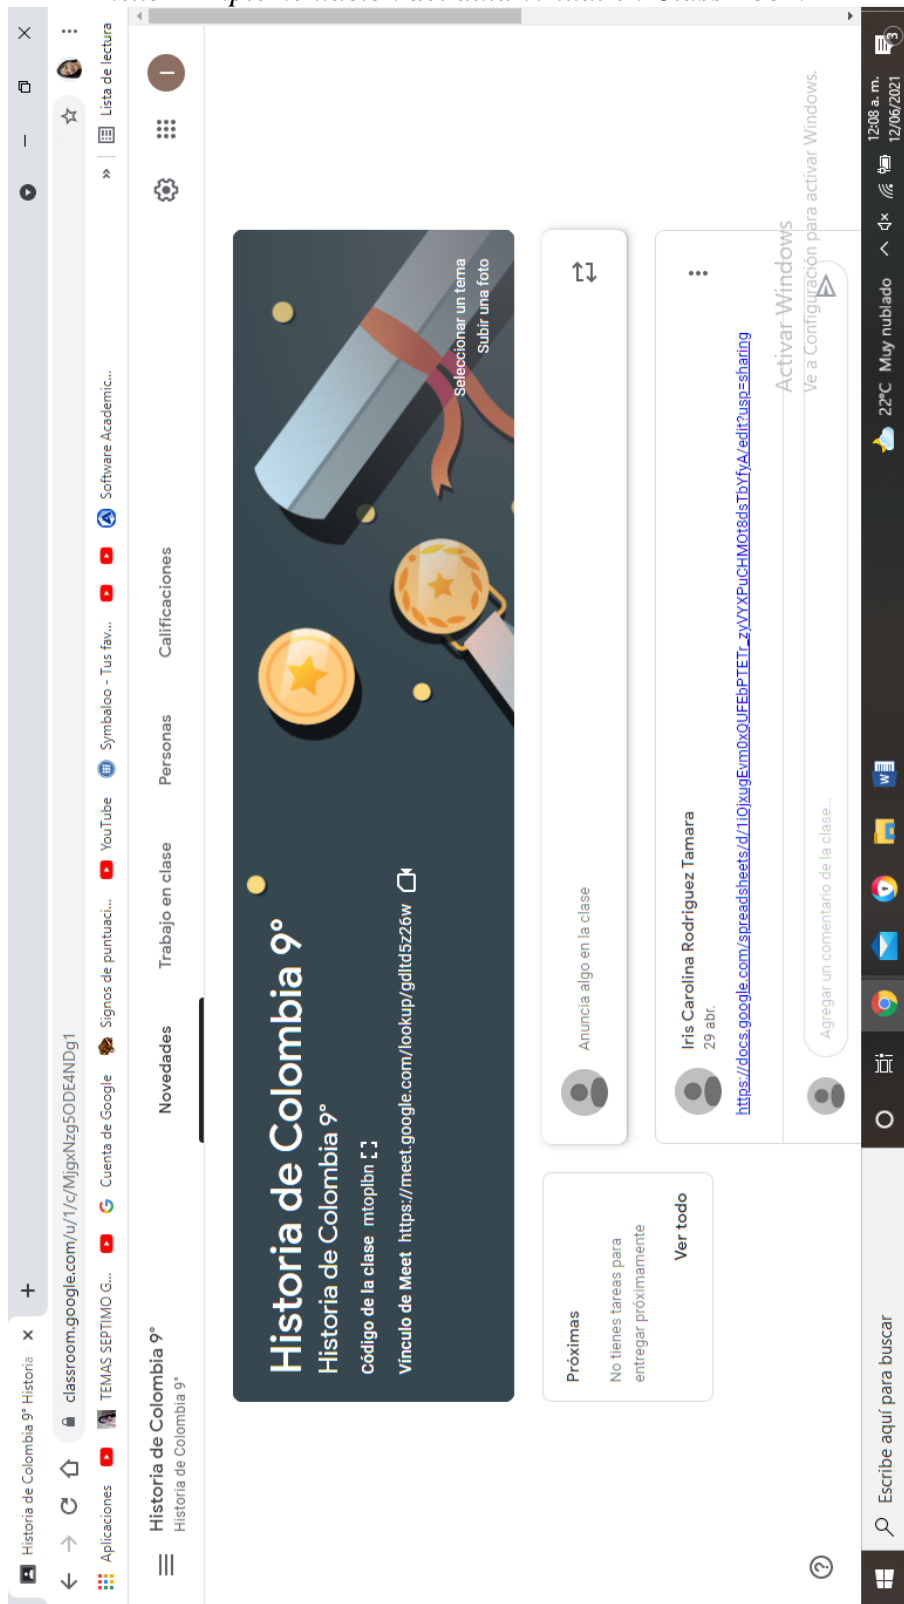 Historia de Colombia 9° Historia
classroom.google.com/u/1/c/MjgxNzg5ODE4NDg1
Aplicaciones
TEMAS SEPTIMO G...
Cuenta de Google
Signos de puntuaci...
YouTube
Symbaloo - Tus fav...
Software Academic...
»
Lista de lectura
Historia de Colombia 9°
Historia de Colombia 9°
Novedades
Trabajo en clase
Personas
Calificaciones
I
Historia de Colombia 9°
Historia de Colombia 9°
Código de la clase mtoplbn
Vínculo de Meet https://meet.google.com/lookup/gdltd5z26w
Seleccionar un tema
Subir una foto
Próximas
No tienes tareas para
entregar próximamente
Ver todo
Anuncia algo en la clase
Iris Carolina Rodriguez Tamara
29 abr.
https://docs.google.com/spreadsheets/d/1iOjxugEvm0xQUFEbPTETr_zyVYXPuCHMOt8dsTbYfyA/edit?usp=sharing
Agregar un comentario de la clase...
Activar Windows
Ve a Configuración para activar Windows.
Escribe aquí para buscar
22°C Muy nublado
12:08 a. m.
12/06/2021
3